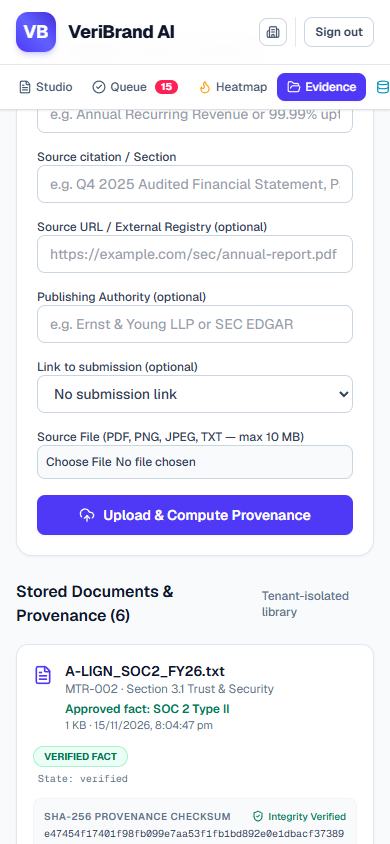 VB VeriBrand AI Sign out
Studio Queue 15 Heatmap Evidence
e.g. Annual Recurring Revenue or 99.99% upt
Source citation / Section
e.g. Q4 2025 Audited Financial Statement, P.
Source URL / External Registry (optional)
https://example.com/sec/annual-report.pdf
Publishing Authority (optional)
e.g. Ernst & Young LLP or SEC EDGAR
Link to submission (optional)
No submission link
Source File (PDF, PNG, JPEG, TXT — max 10 MB)
Choose File No file chosen
Upload & Compute Provenance
Stored Documents &
Provenance (6)
Tenant-isolated
library
A-LIGN_SOC2_FY26.txt
MTR-002 · Section 3.1 Trust & Security
Approved fact: SOC 2 Type II
1 KB · 15/11/2026, 8:04:47 pm
VERIFIED FACT
State: verified
SHA-256 PROVENANCE CHECKSUM Integrity Verified
e47454f17401f98fb099e7aa53f1fb1bd892e0e1dbacf37389